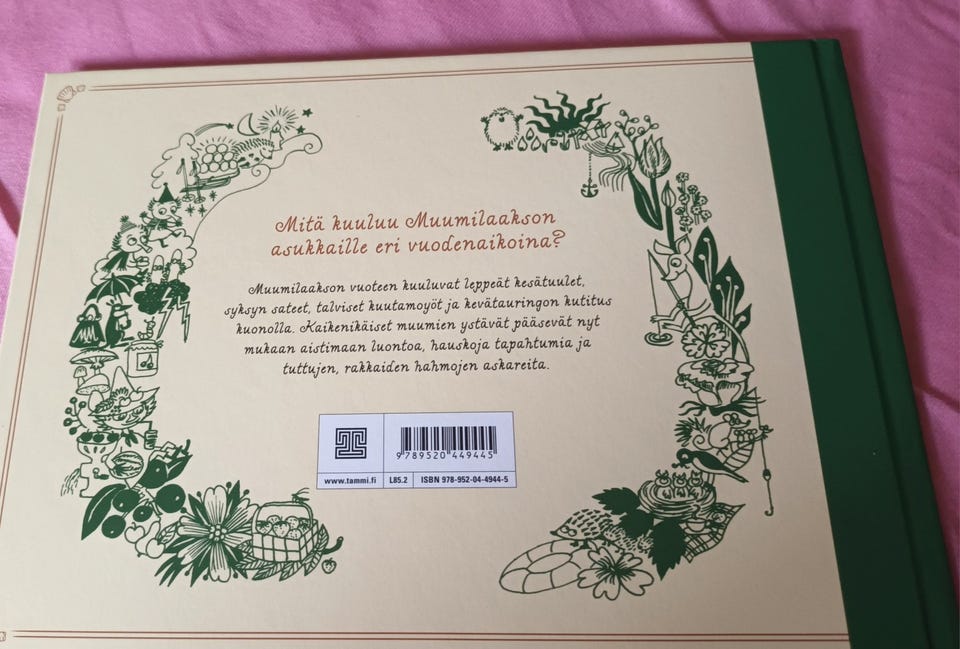 Mitä kuuluu Muumilaakson
asukkaille eri vuodenaikoina?
Muumilaakson vuoteen kuuluvat leppeät kesätuulet,
syksyn sateet, talviset kuutamoyöt ja kevätauringon kutitus
kuonolla. Kaikenikäiset muumien ystävät pääsevät nyt
mukaan aistimaan luontoa, hauskoja tapahtumia ja
tuttujen, rakkaiden hahmojen askareita.
9789520449445
www.tammi.fi L85.2 ISBN 978-952-04-4944-5